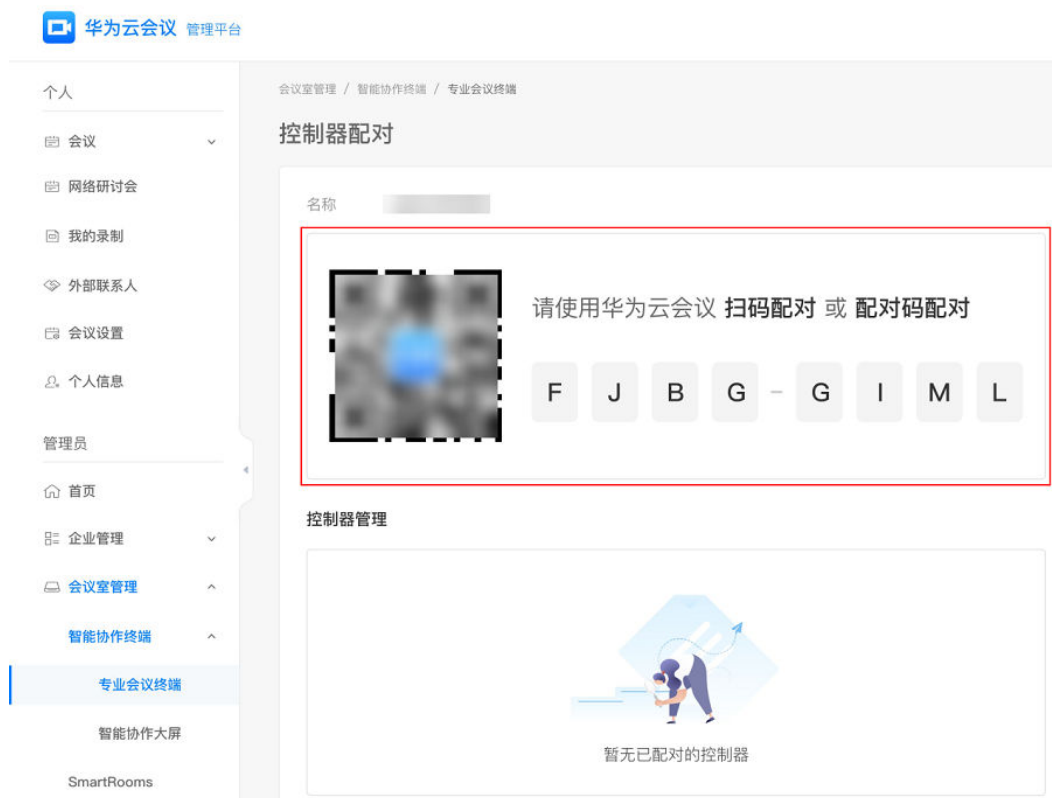 华为云会议 管理平台
个人
会议
网络研讨会
我的录制
外部联系人
会议设置
个人信息
管理员
首页
企业管理
会议室管理
智能协作终端
专业会议终端
智能协作大屏
SmartRooms
会议室管理 / 智能协作终端 / 专业会议终端
控制器配对
名称
请使用华为云会议 扫码配对 或 配对码配对
F J B G - G I M L
控制器管理
暂无已配对的控制器